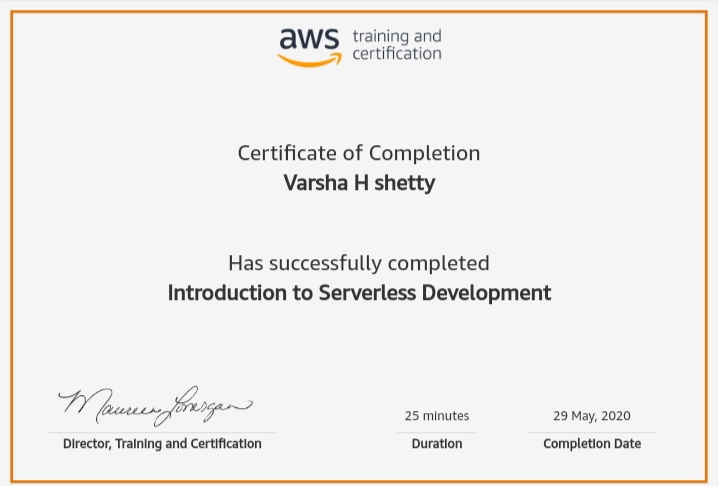 aws training and
certification
Certificate of Completion
Varsha H shetty
Has successfully completed
Introduction to Serverless Development
Maureen Lonergan
25 minutes
29 May, 2020
Director, Training and Certification
Duration
Completion Date